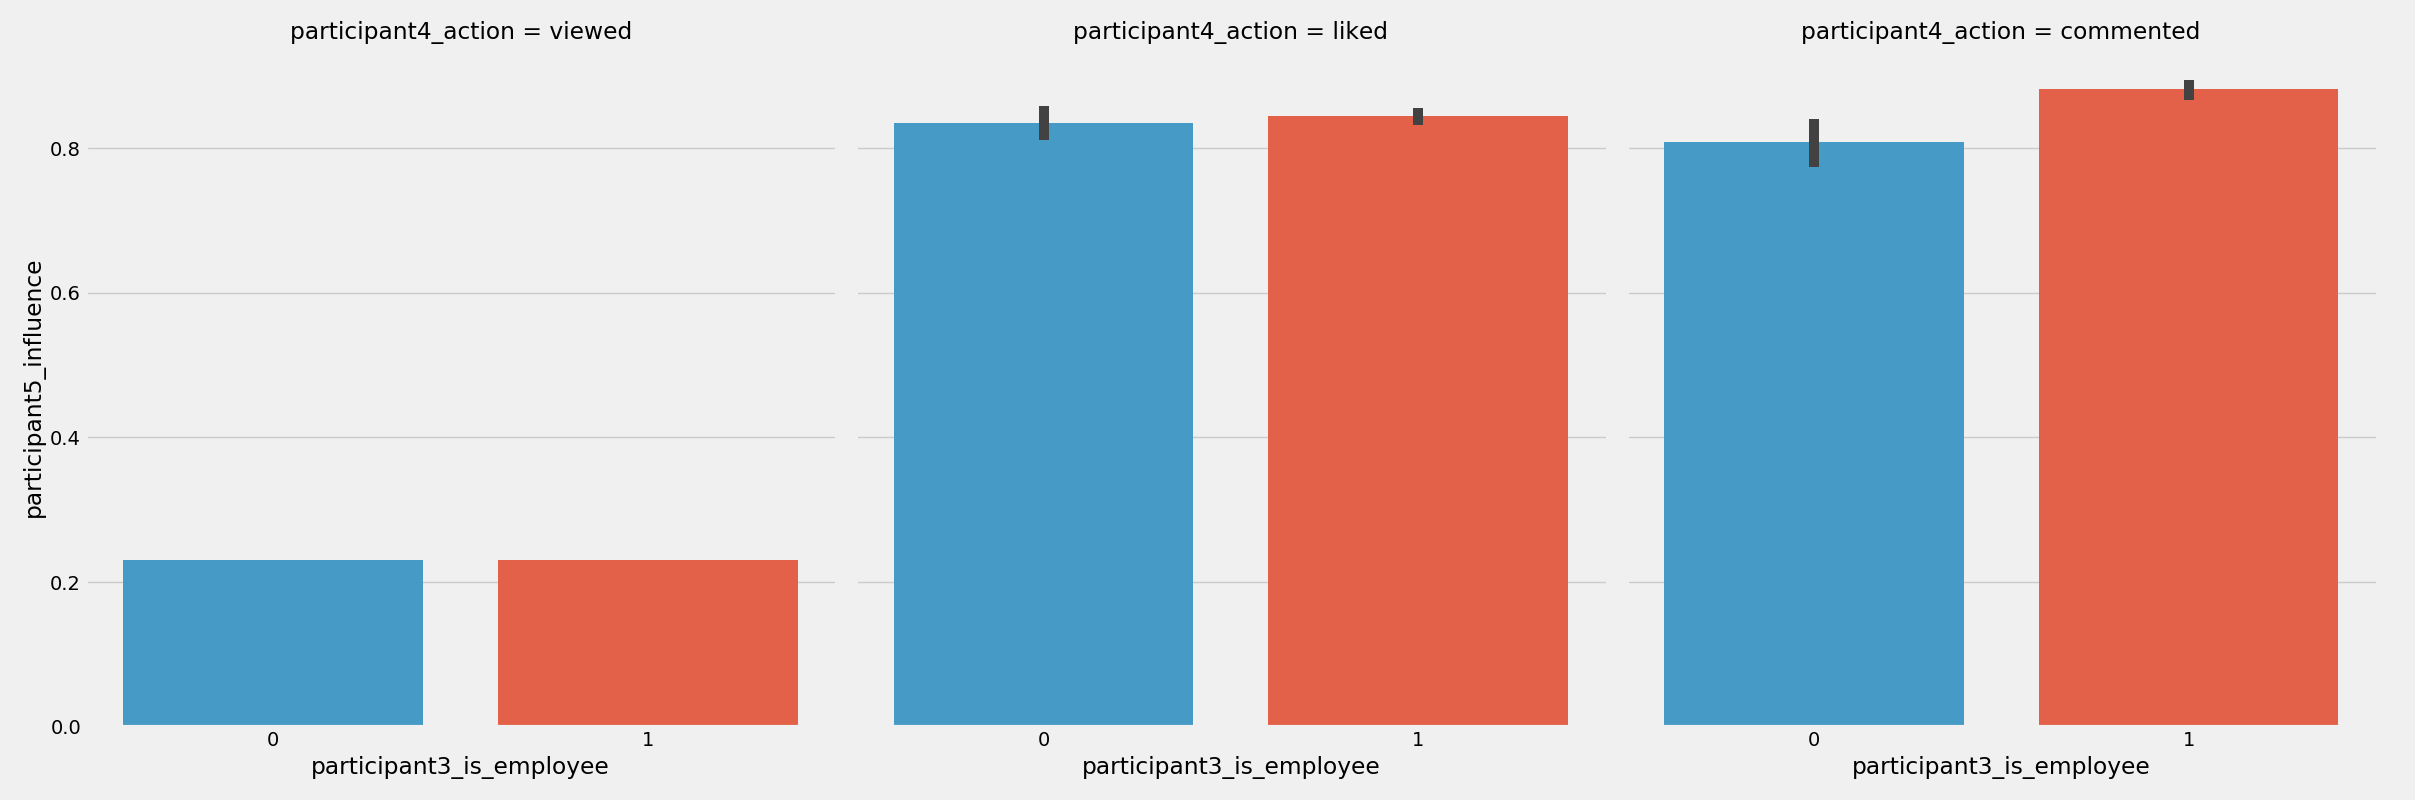 participant4_action = viewed
participant4_action = liked
participant4_action = commented
participant5_influence
0.8
0.6
0.4
0.2
0.0
0
1
0
1
0
1
participant3_is_employee
participant3_is_employee
participant3_is_employee